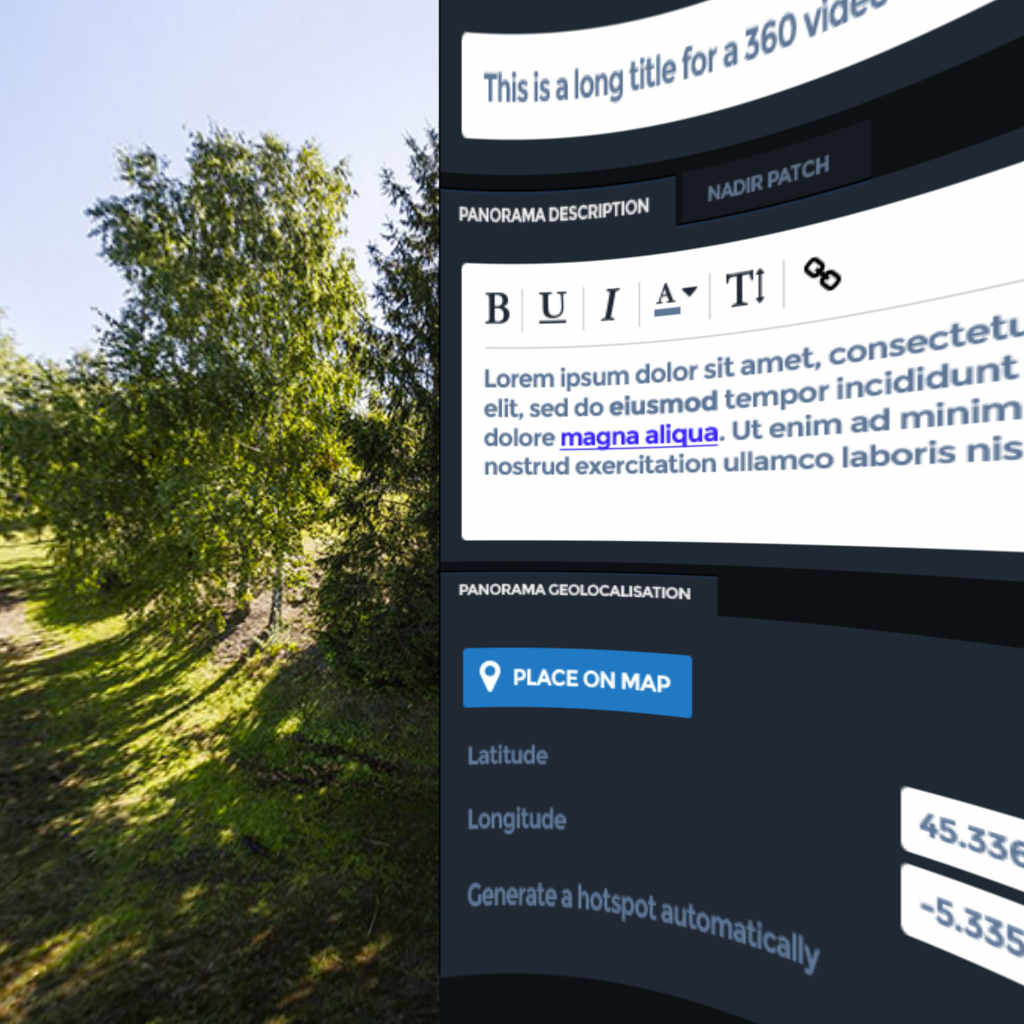 This is a long title for a 360 video
PANORAMA DESCRIPTION
NADIR PATCH
B U I A T
Lorem ipsum dolor sit amet, consectetu
elit, sed do eiusmod tempor incididunt
dolore magna aliqua. Ut enim ad minim
nostrud exercitation ullamco laboris nis
PANORAMA GEOLOCALISATION
PLACE ON MAP
Latitude
Longitude
45.336
-5.335
Generate a hotspot automatically